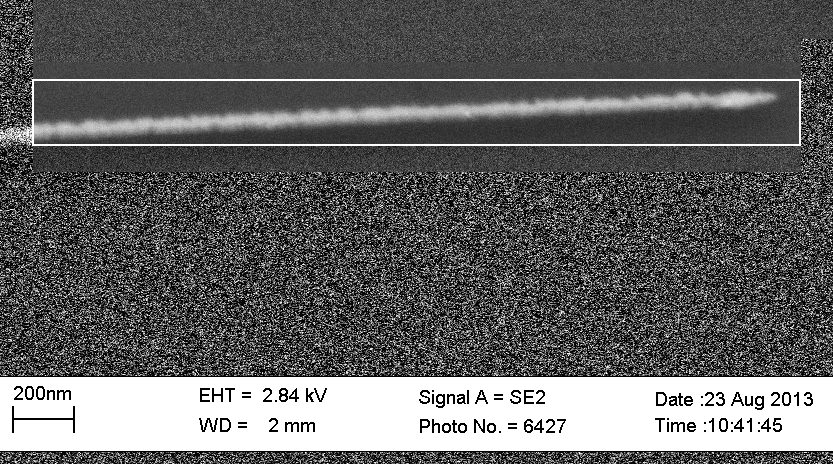 200nm
EHT = 2.84 kV
WD = 2 mm
Signal A = SE2
Photo No. = 6427
Date :23 Aug 2013
Time :10:41:45